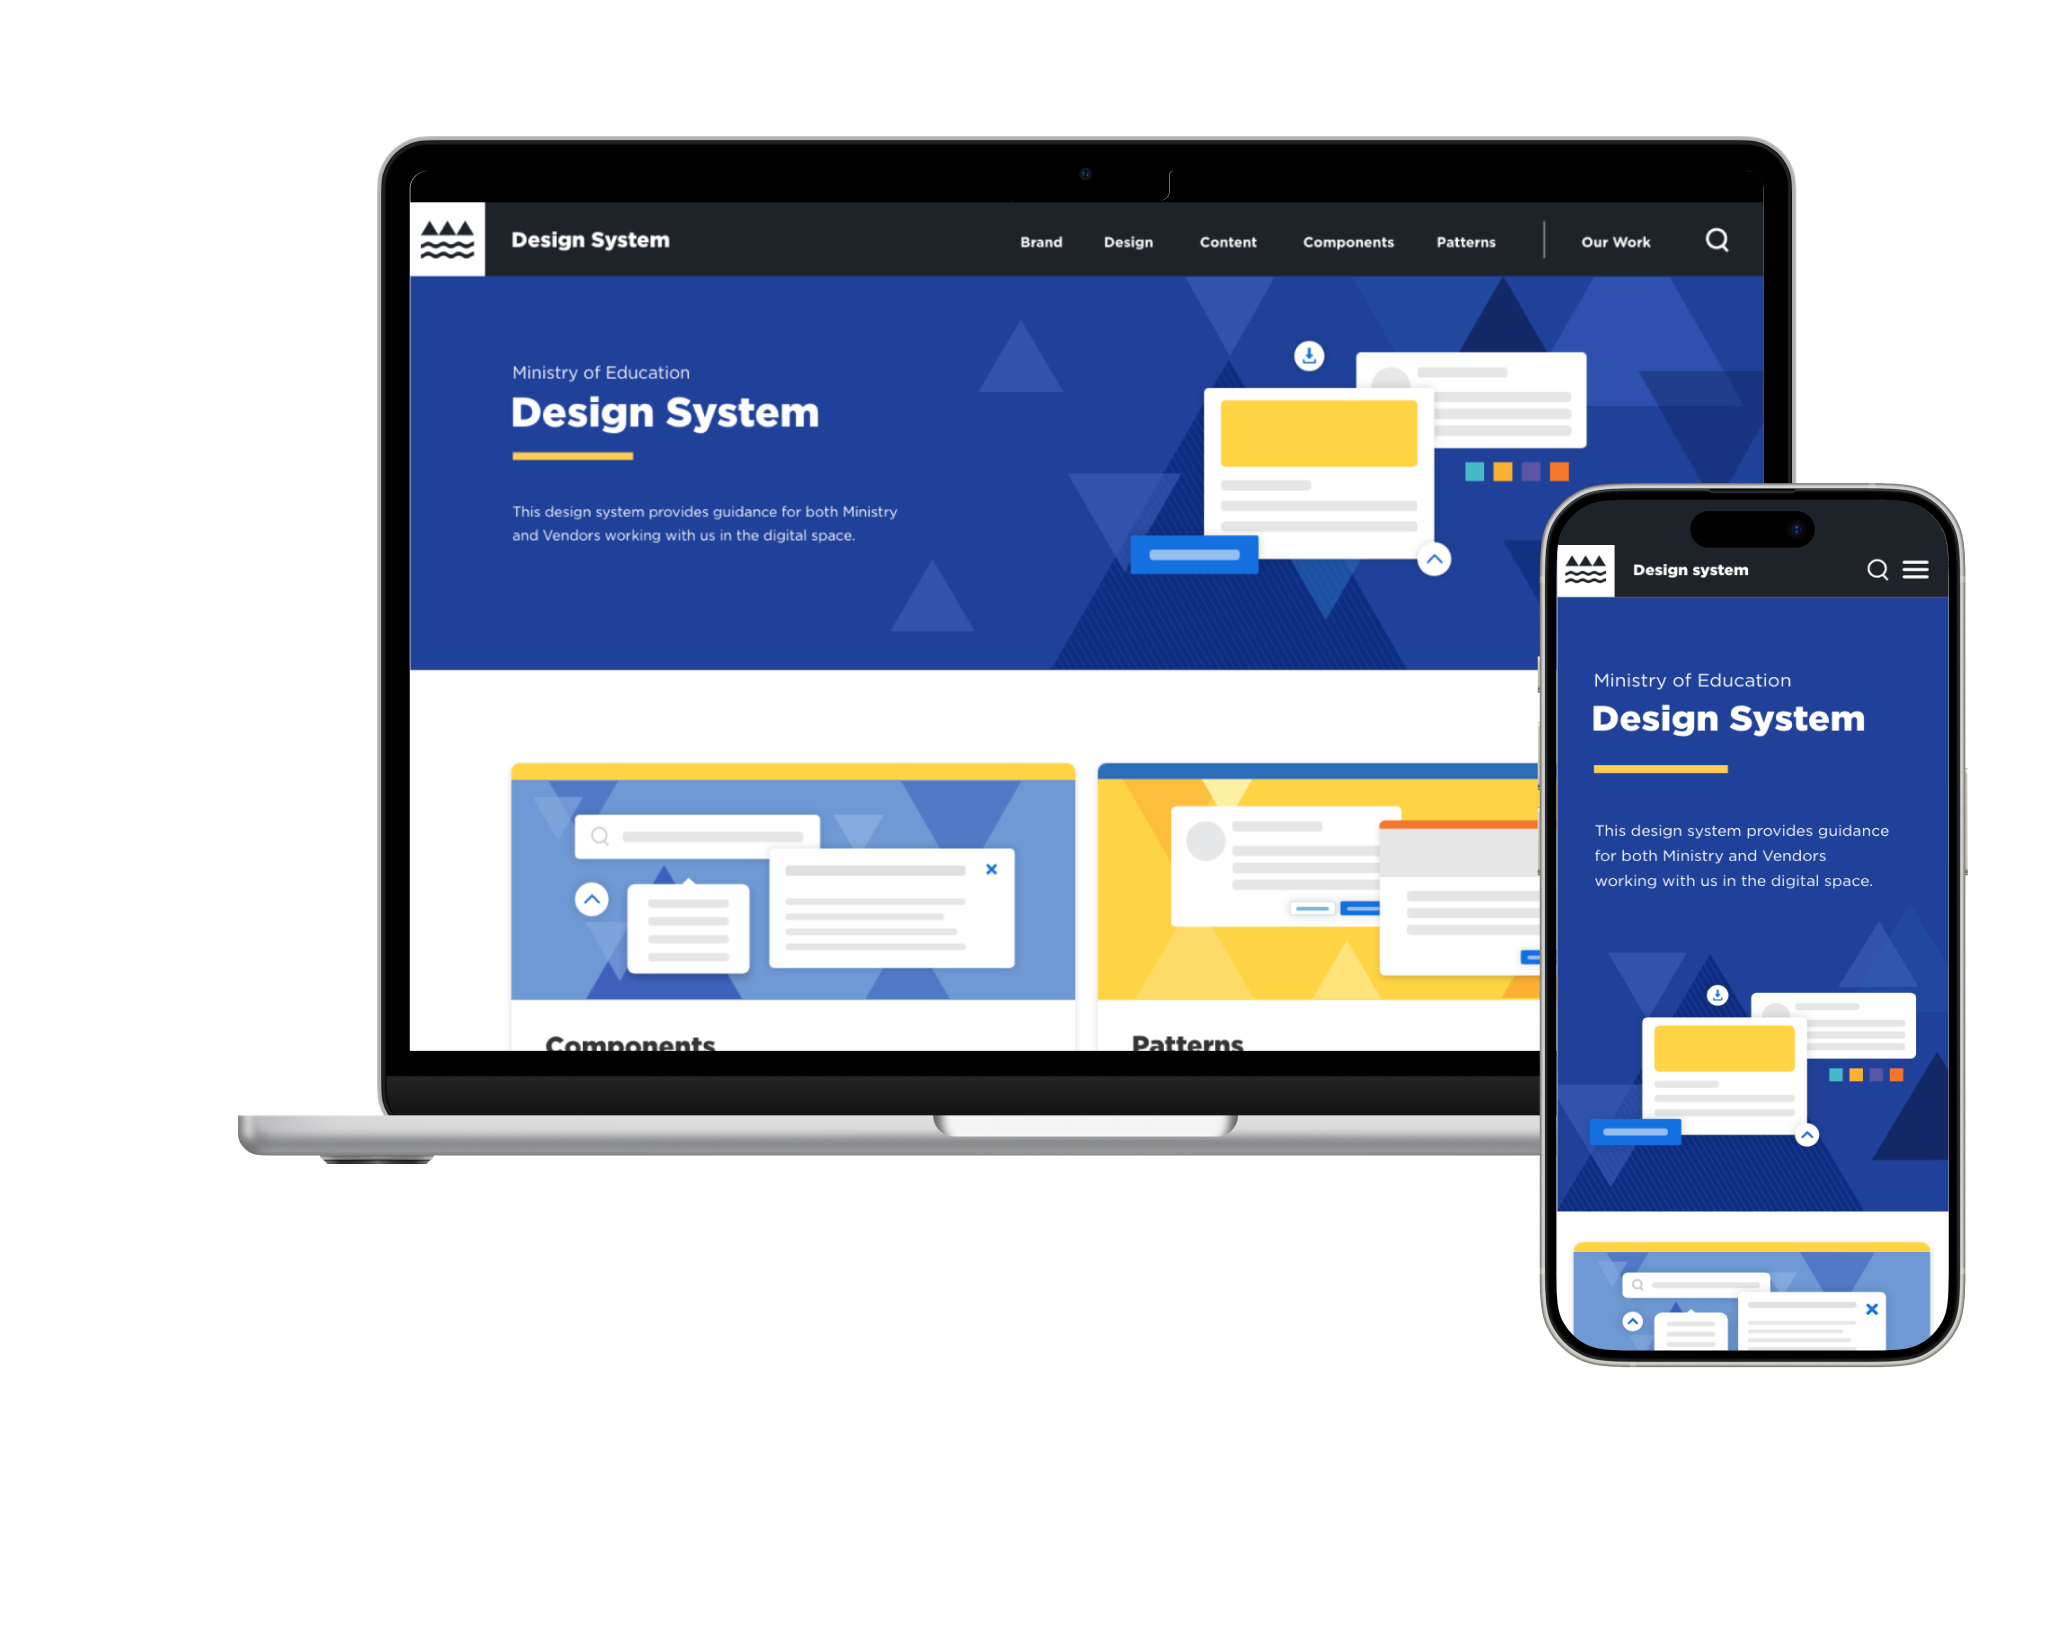 Design System
Brand Design Content Components Patterns Our Work
Ministry of Education
Design System
This design system provides guidance for both Ministry
and Vendors working with us in the digital space.
Components
Patterns
Design system
Ministry of Education
Design System
This design system provides guidance
for both Ministry and Vendors
working with us in the digital space.